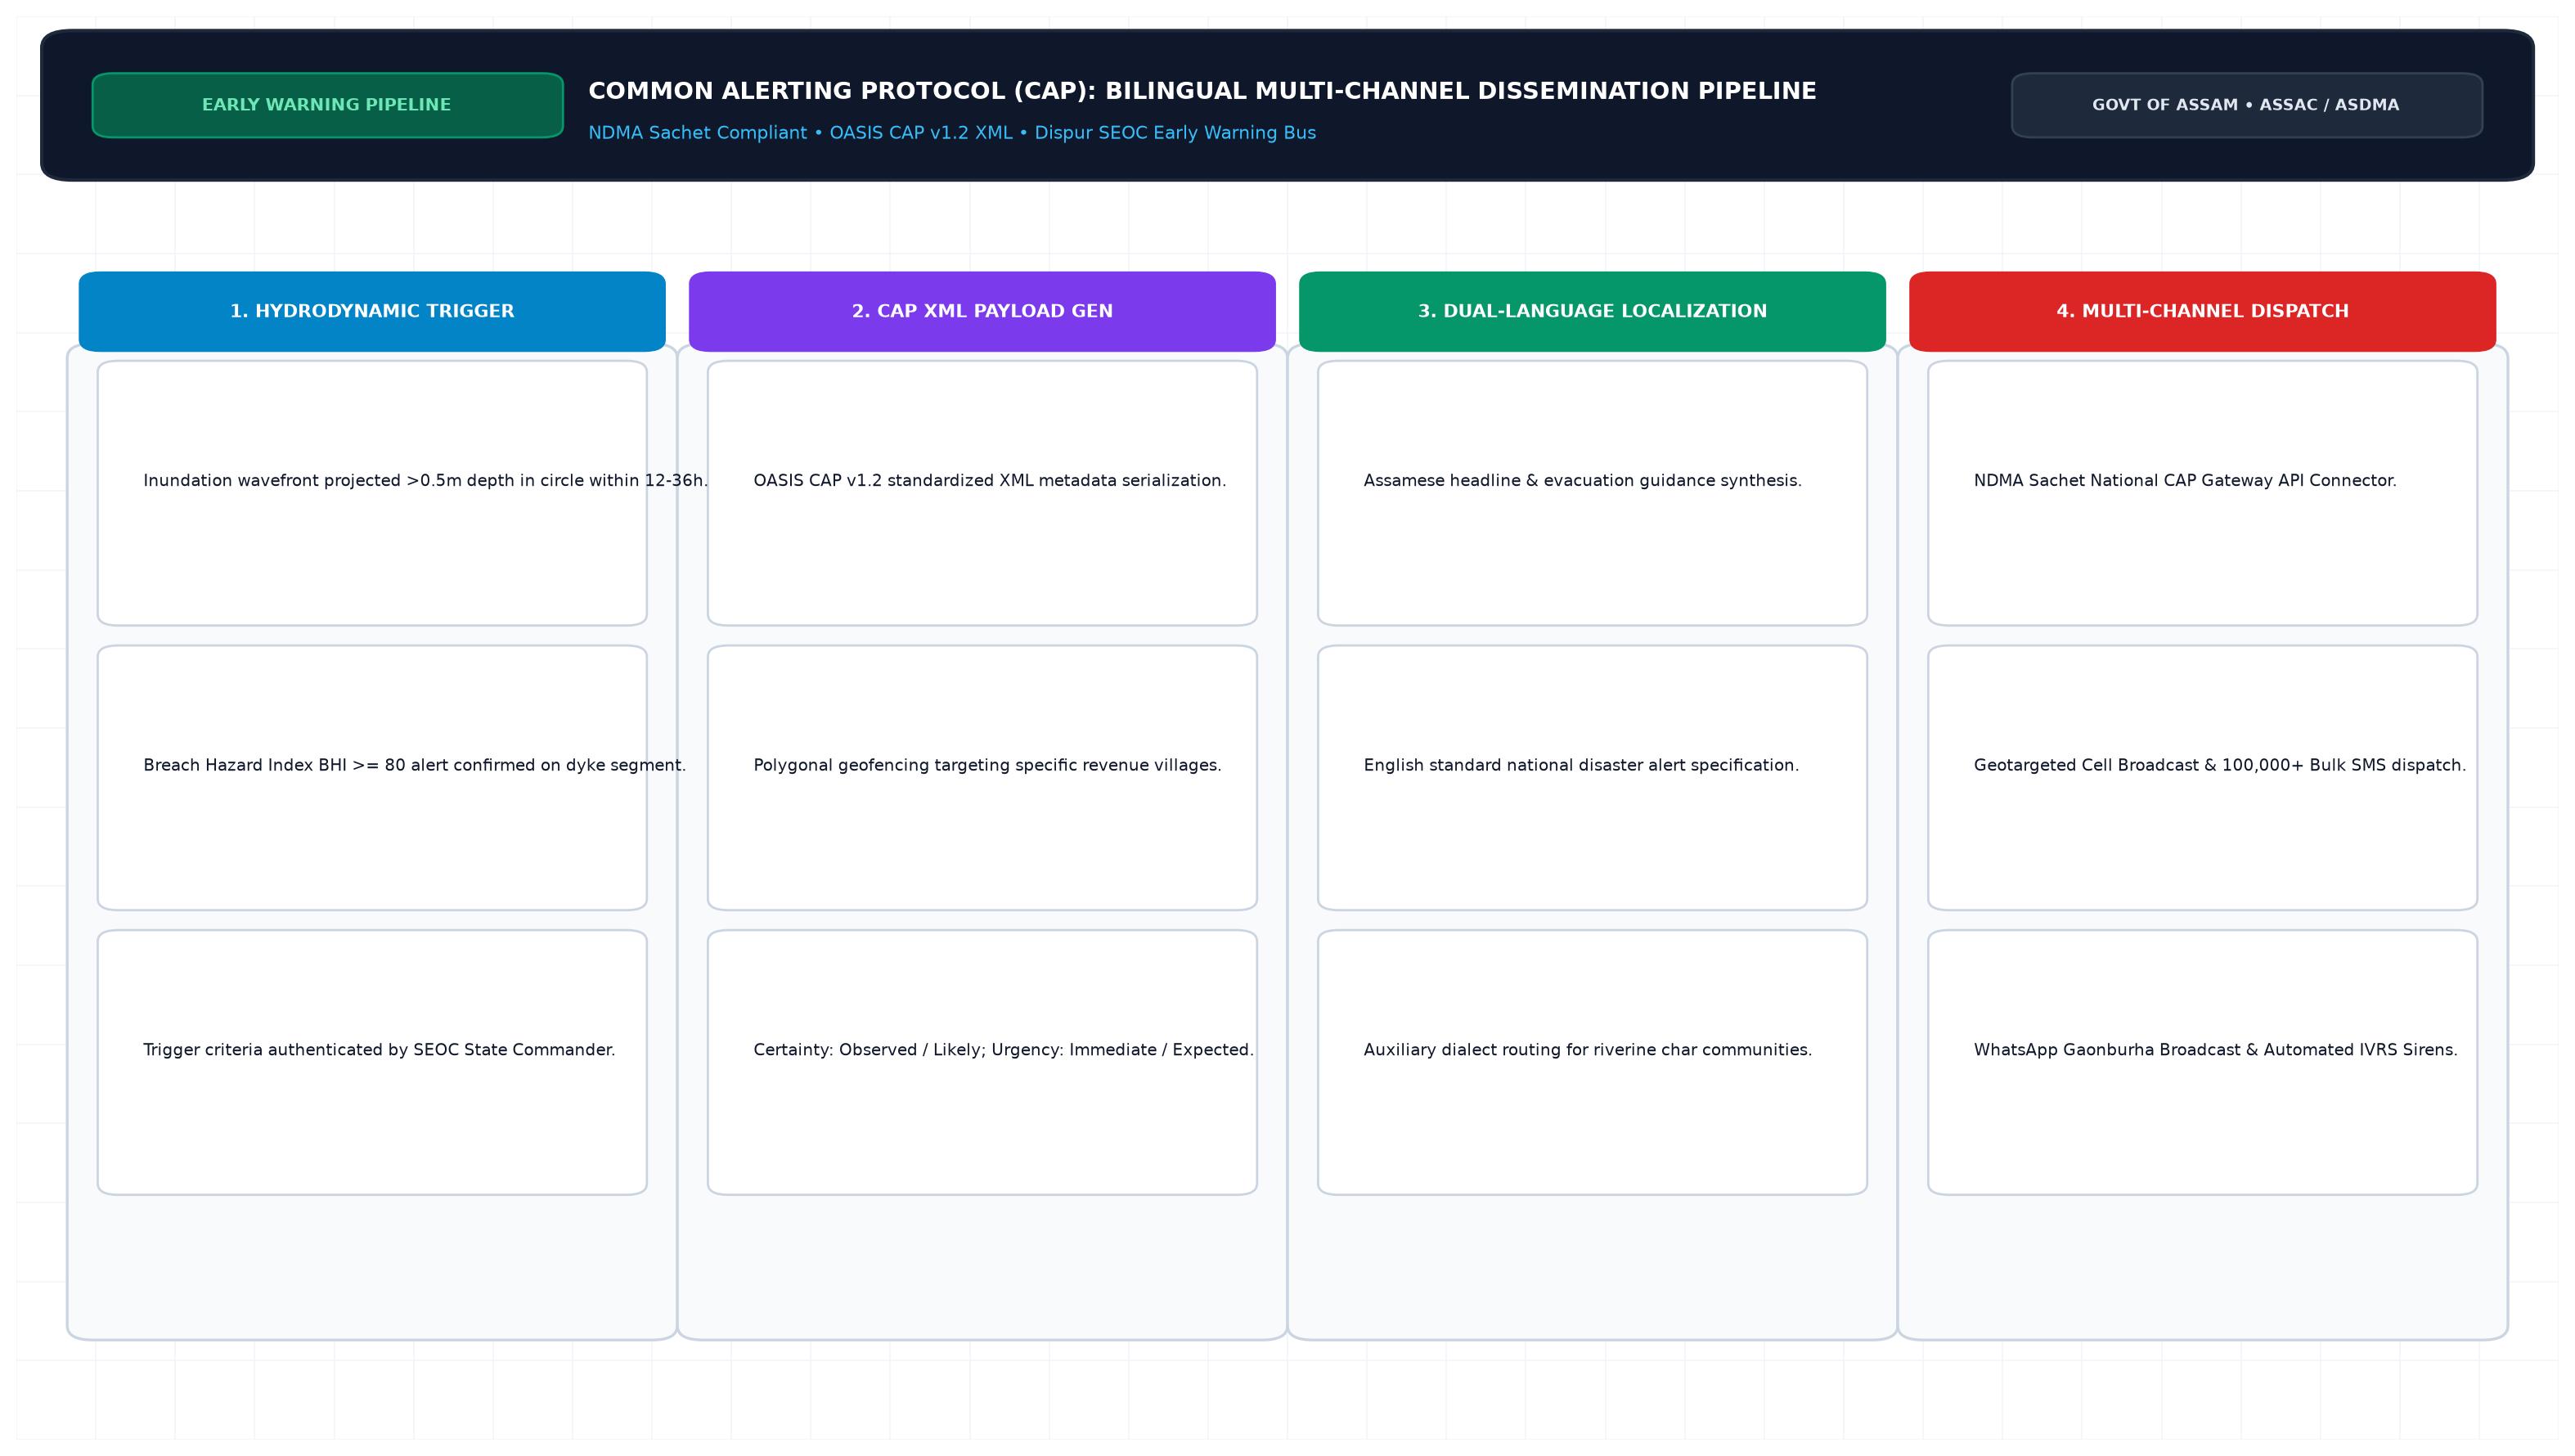 EARLY WARNING PIPELINE
COMMON ALERTING PROTOCOL (CAP): BILINGUAL MULTI-CHANNEL DISSEMINATION PIPELINE
NDMA Sachet Compliant • OASIS CAP v1.2 XML • Dispur SEOC Early Warning Bus
GOVT OF ASSAM • ASSAC / ASDMA
1. HYDRODYNAMIC TRIGGER
Inundation wavefront projected >0.5m depth in circle within 12-36h.
Breach Hazard Index BHI >= 80 alert confirmed on dyke segment.
Trigger criteria authenticated by SEOC State Commander.
2. CAP XML PAYLOAD GEN
OASIS CAP v1.2 standardized XML metadata serialization.
Polygonal geofencing targeting specific revenue villages.
Certainty: Observed / Likely; Urgency: Immediate / Expected.
3. DUAL-LANGUAGE LOCALIZATION
Assamese headline & evacuation guidance synthesis.
English standard national disaster alert specification.
Auxiliary dialect routing for riverine char communities.
4. MULTI-CHANNEL DISPATCH
NDMA Sachet National CAP Gateway API Connector.
Geotargeted Cell Broadcast & 100,000+ Bulk SMS dispatch.
WhatsApp Gaonburha Broadcast & Automated IVRS Sirens.